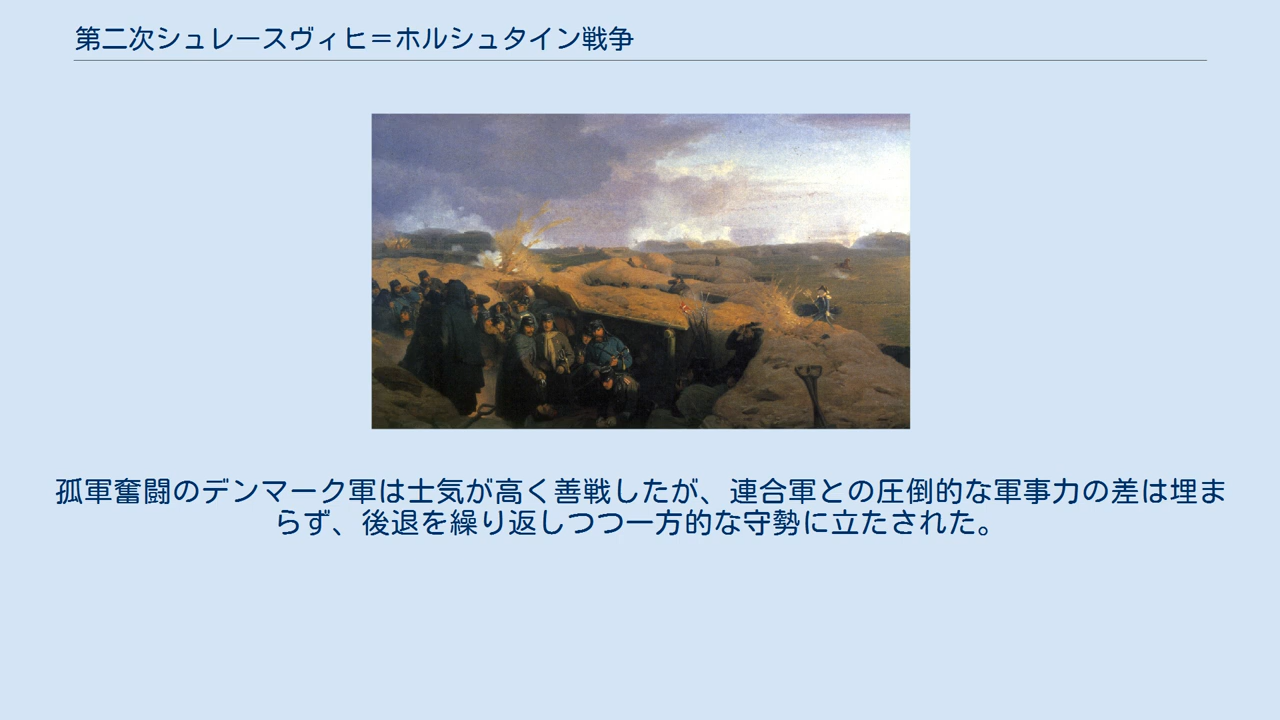 第二次シュレースヴィヒ＝ホルシュタイン戦争
孤軍奮闘のデンマーク軍は士気が高く善戦したが、連合軍との圧倒的な軍事力の差は埋ま
らず、後退を繰り返しつつ一方的な守勢に立たされた。